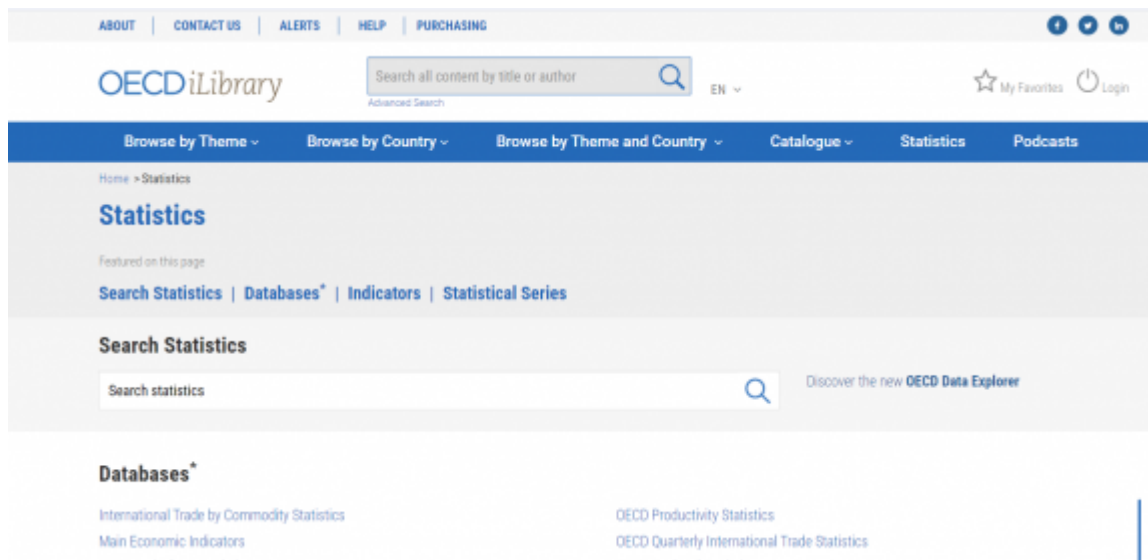 ABOUT | CONTACT US | ALERTS | HELP | PURCHASING
OECDiLibrary
Search all content by title or author
Advanced Search
EN
My Favorites
Login
Browse by Theme Browse by Country Browse by Theme and Country Catalogue Statistics Podcasts
Home > Statistics
Statistics
Featured on this page
Search Statistics | Databases* | Indicators | Statistical Series
Search Statistics
Search statistics
Discover the new OECD Data Explorer
Databases*
International Trade by Commodity Statistics
OECD Productivity Statistics
Main Economic Indicators
OECD Quarterly International Trade Statistics